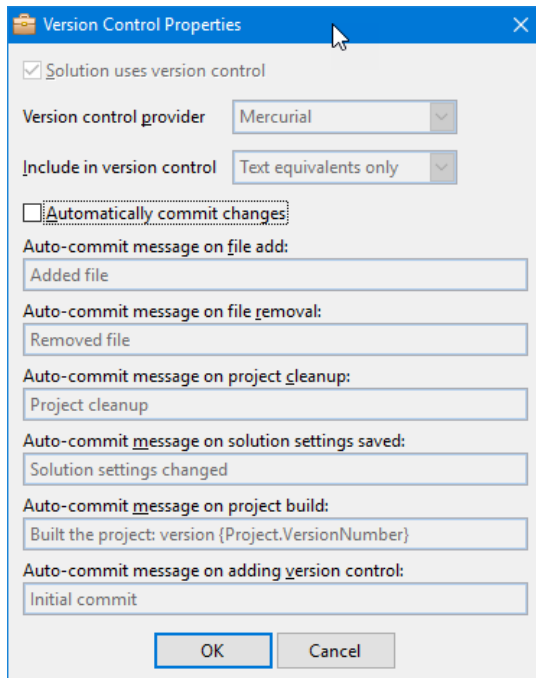 Version Control Properties
Solution uses version control
Version control provider Mercurial
Include in version control Text equivalents only
Automatically commit changes
Auto-commit message on file add:
Added file
Auto-commit message on file removal:
Removed file
Auto-commit message on project cleanup:
Project cleanup
Auto-commit message on solution settings saved:
Solution settings changed
Auto-commit message on project build:
Built the project: version {Project.VersionNumber}
Auto-commit message on adding version control:
Initial commit
OK Cancel